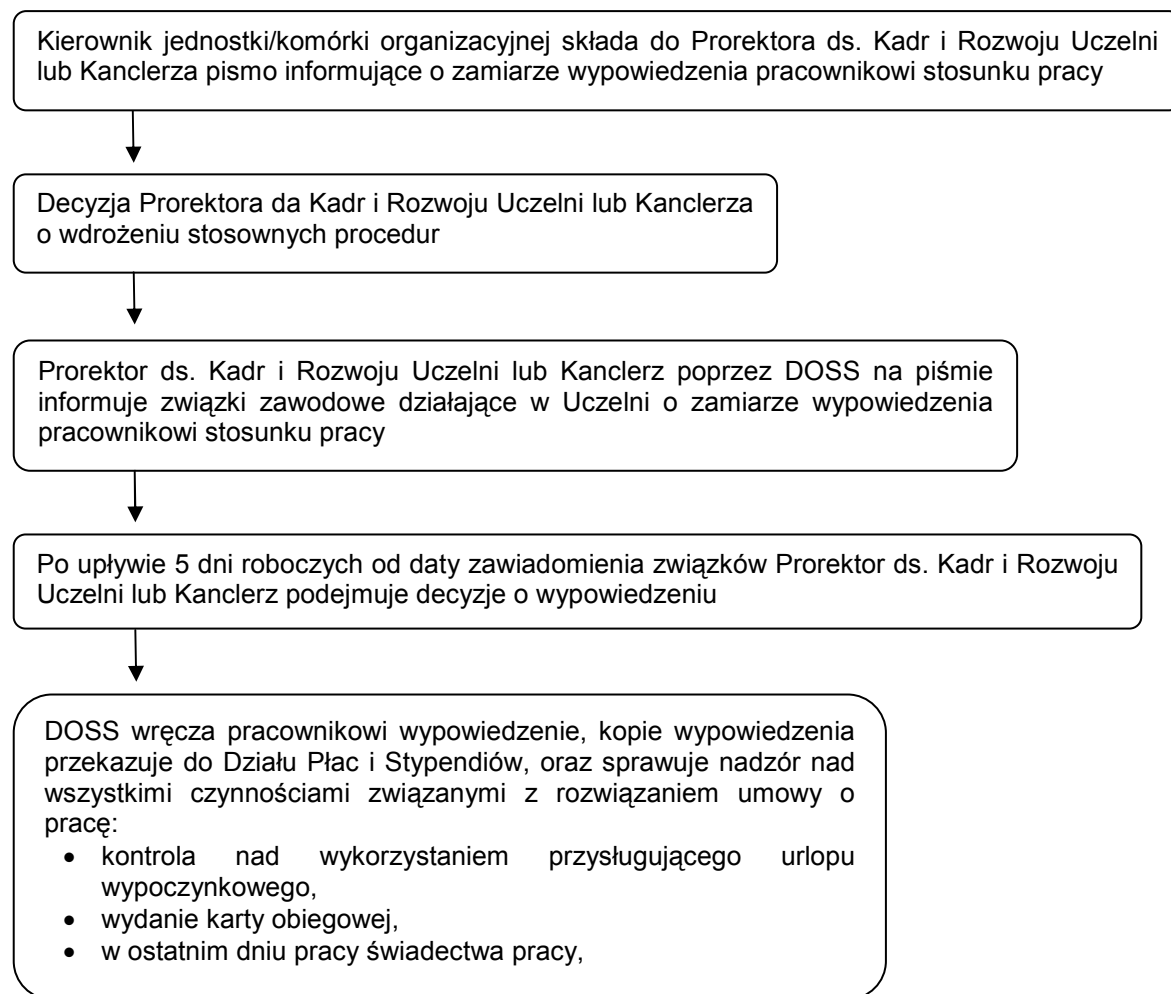 Kierownik jednostki/komórki organizacyjnej składa do Prorektora ds. Kadr i Rozwoju Uczelni
lub Kanclerza pismo informujące o zamiarze wypowiedzenia pracownikowi stosunku pracy
Decyzja Prorektora da Kadr i Rozwoju Uczelni lub Kanclerza
o wdrożeniu stosownych procedur
Prorektor ds. Kadr i Rozwoju Uczelni lub Kanclerz poprzez DOSS na piśmie
informuje związki zawodowe działające w Uczelni o zamiarze wypowiedzenia
pracownikowi stosunku pracy
Po upływie 5 dni roboczych od daty zawiadomienia związków Prorektor ds. Kadr i Rozwoju
Uczelni lub Kanclerz podejmuje decyzje o wypowiedzeniu
DOSS wręcza pracownikowi wypowiedzenie, kopie wypowiedzenia
przekazuje do Działu Płac i Stypendiów, oraz sprawuje nadzór nad
wszystkimi czynnościami związanymi z rozwiązaniem umowy o
pracę:
• kontrola nad wykorzystaniem przysługującego urlopu
wypoczynkowego,
• wydanie karty obiegowej,
• w ostatnim dniu pracy świadectwa pracy,